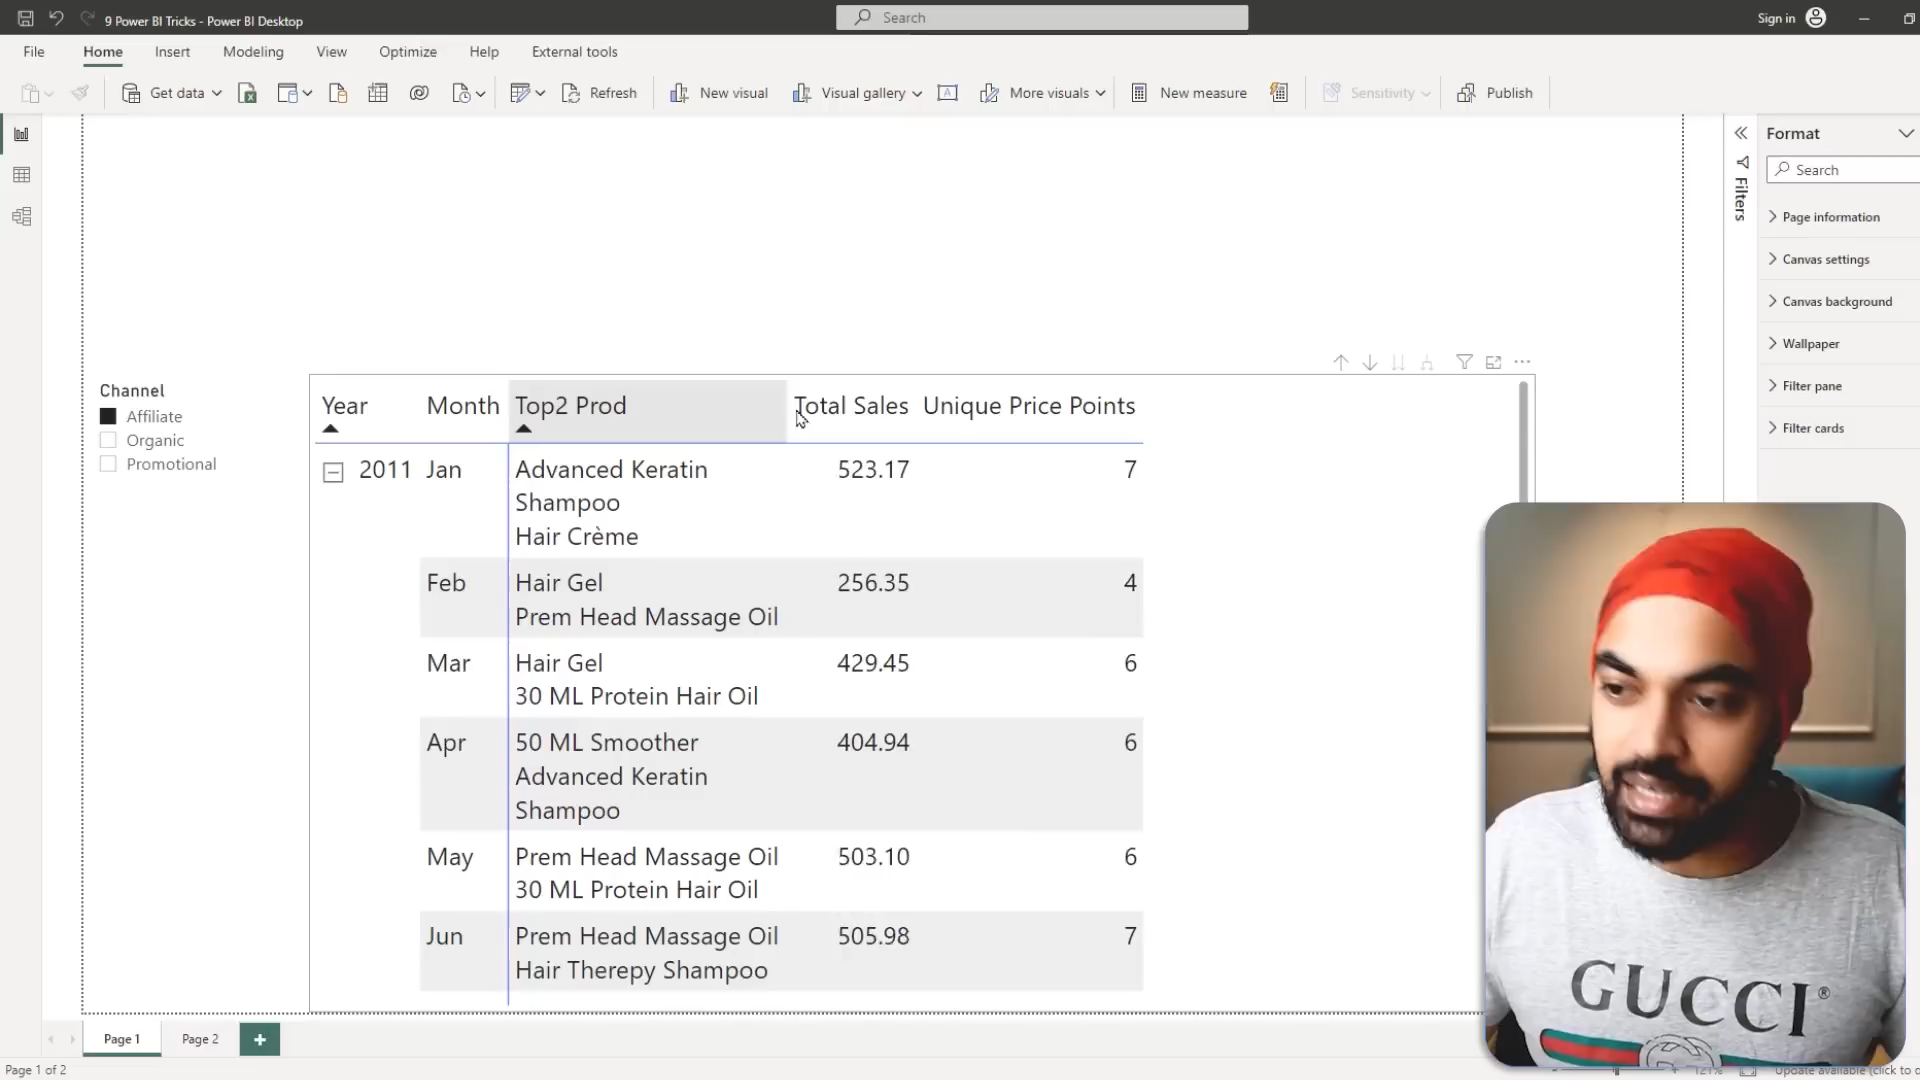 9 Power BI Tricks - Power BI Desktop
Search
Sign in
File Home Insert Modeling View Optimize Help External tools
Get data Refresh New visual Visual gallery More visuals New measure Sensitivity Publish
Filters
Format
Search
Page information
Canvas settings
Canvas background
Wallpaper
Filter pane
Filter cards
Channel
Affiliate
Organic
Promotional
Year Month Top2 Prod Total Sales Unique Price Points
2011 Jan Advanced Keratin 523.17 7
Shampoo
Hair Crème
Feb Hair Gel 256.35 4
Prem Head Massage Oil
Mar Hair Gel 429.45 6
30 ML Protein Hair Oil
Apr 50 ML Smoother 404.94 6
Advanced Keratin
Shampoo
May Prem Head Massage Oil 503.10 6
30 ML Protein Hair Oil
Jun Prem Head Massage Oil 505.98 7
Hair Therepy Shampoo
GUCCI®
Page 1 Page 2
Page 1 of 2
121%
Update available (click to